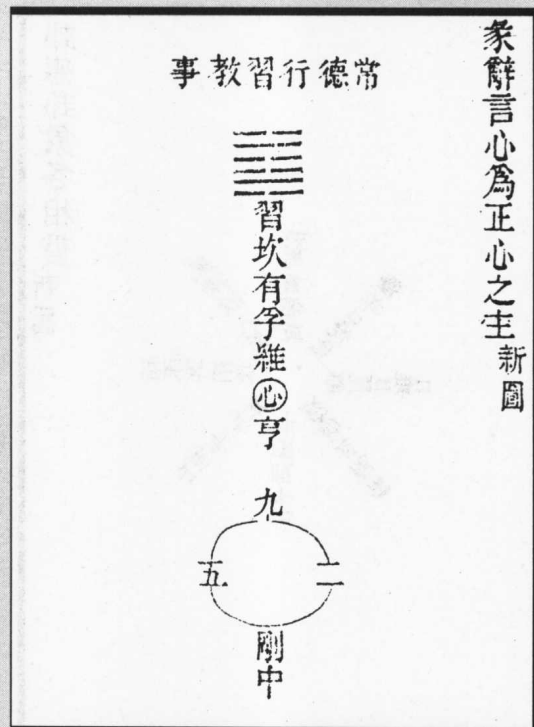 彖辭言心爲正心之主
新圖
常德行習教事
習坎有孚維心亨
九
二
五
剛中